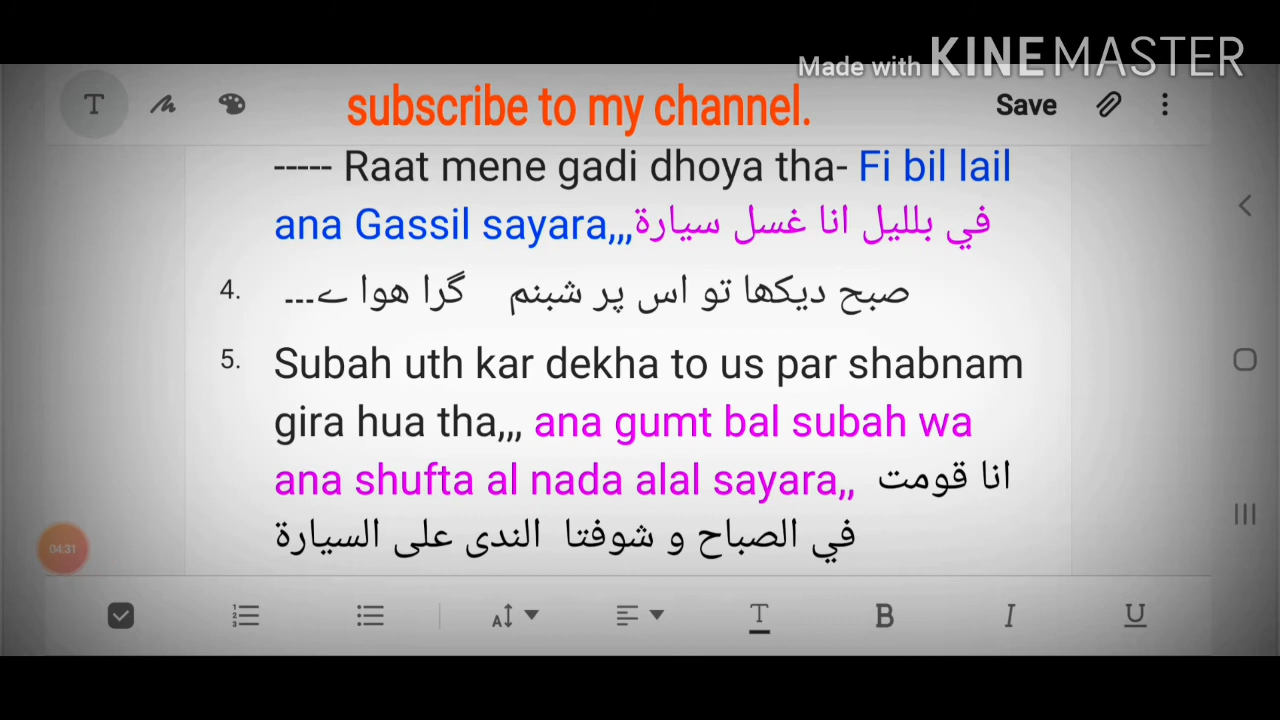 Made with KINEMASTER
T
subscribe to my channel.
Save
----- Raat mene gadi dhoya tha- Fi bil lail
ana Gassil sayara,,,في بلليل انا غسل سيارة
4. صبح دیکھا تو اس پر شبنم گرا ھوا ے---
5. Subah uth kar dekha to us par shabnam
gira hua tha,,, ana gumt bal subah wa
ana shufta al nada alal sayara,, انا قومت
في الصباح و شوفتا الندى على السيارة
04:31
A T B I U